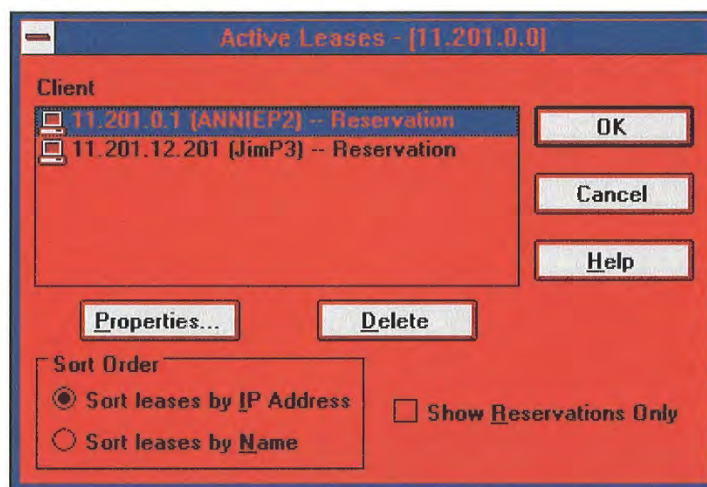 Active Leases - [11.201.0.0]
Client
11.201.0.1 (ANNIEP2) -- Reservation
11.201.12.201 (JimP3) -- Reservation
OK
Cancel
Help
Properties...
Delete
Sort Order
Sort leases by IP Address
Sort leases by Name
Show Reservations Only